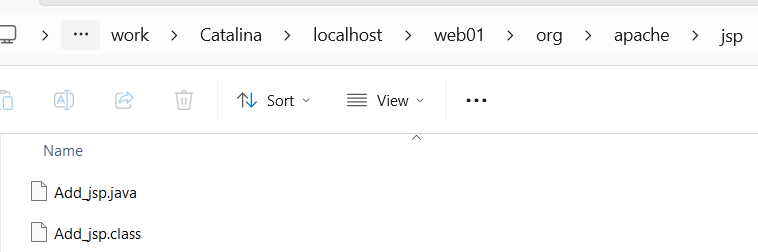 ••• > work > Catalina > localhost > web01 > org > apache > jsp
Sort View •••
Name
Add_jsp.java
Add_jsp.class